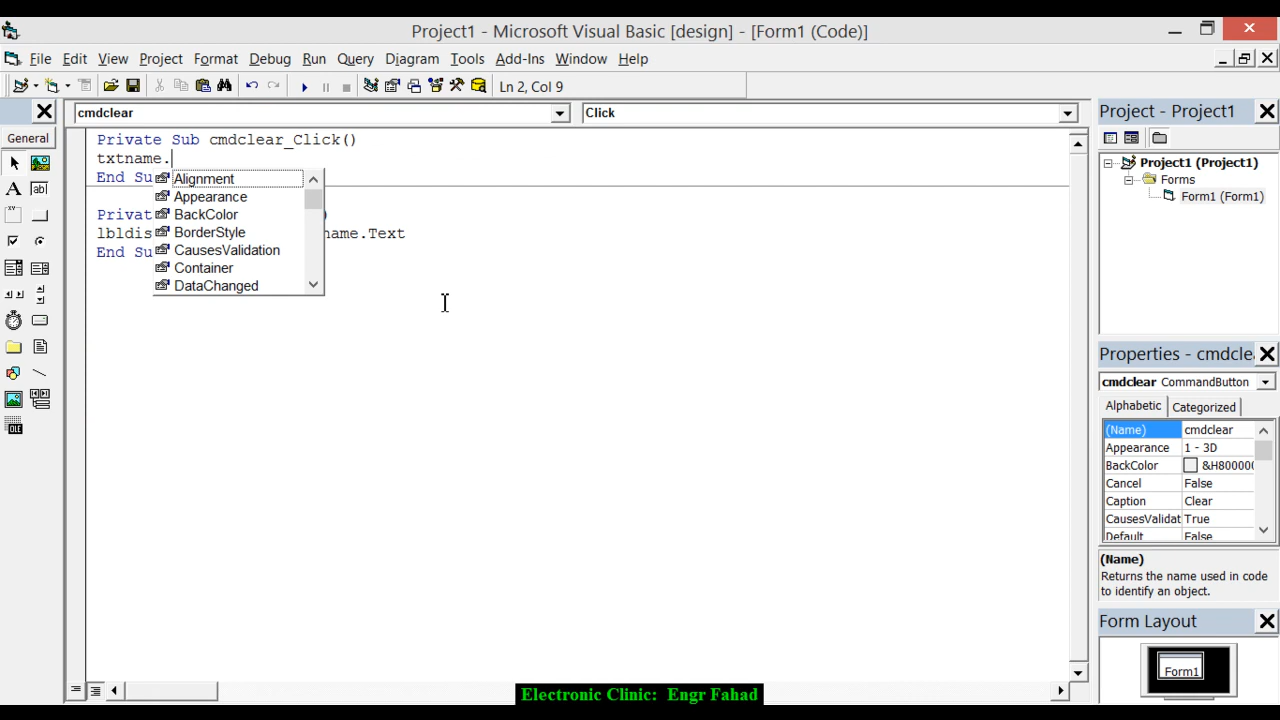 Project1 - Microsoft Visual Basic [design] - [Form1 (Code)]
File Edit View Project Format Debug Run Query Diagram Tools Add-Ins Window Help
Ln 2, Col 9
General
cmdclear
Click
Private Sub cmdclear_Click()
txtname.
End Su
Privat )
lbldis name.Text
End Su
Alignment
Appearance
BackColor
BorderStyle
CausesValidation
Container
DataChanged
Project - Project1
Project1 (Project1)
Forms
Form1 (Form1)
Properties - cmdcle
cmdclear CommandButton
Alphabetic Categorized
(Name) cmdclear
Appearance 1 - 3D
BackColor &H800000
Cancel False
Caption Clear
CausesValidat True
Default False
(Name)
Returns the name used in code
to identify an object.
Form Layout
Form1
Electronic Clinic: Engr Fahad